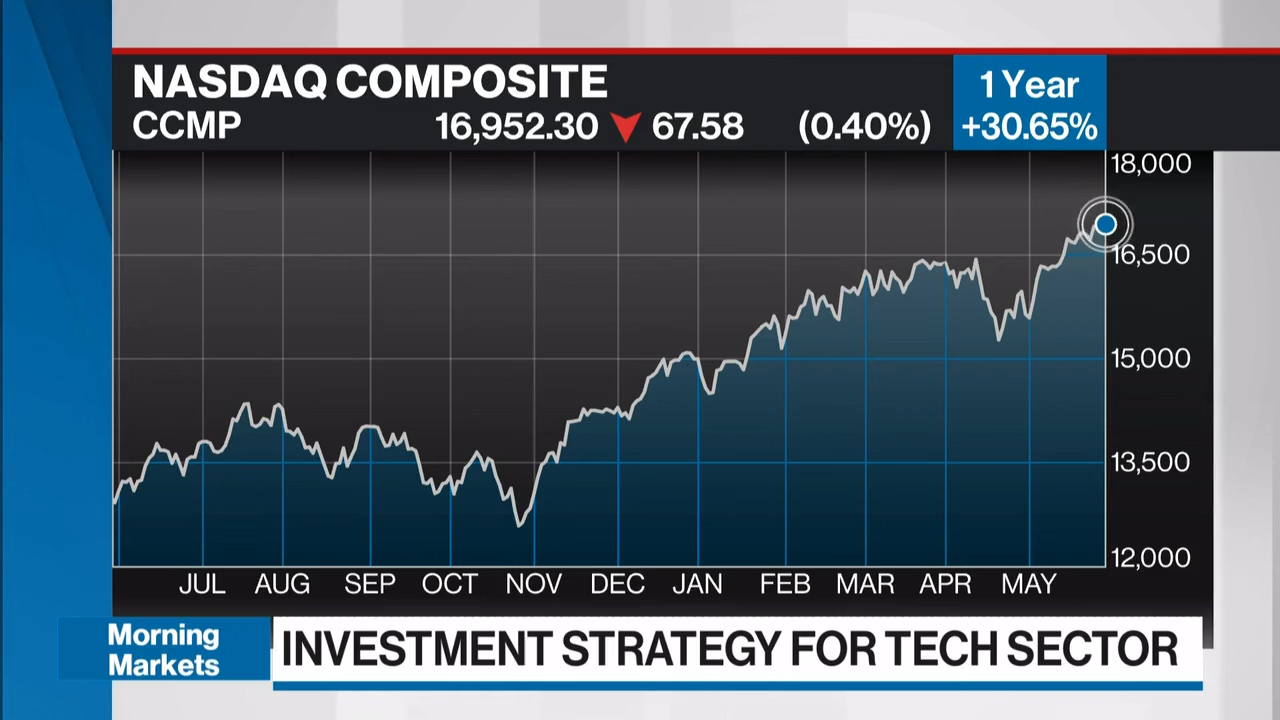 NASDAQ COMPOSITE
CCMP 16,952.30 ▼ 67.58 (0.40%)
1 Year
+30.65%
18,000
16,500
15,000
13,500
12,000
JUL AUG SEP OCT NOV DEC JAN FEB MAR APR MAY
Morning
Markets
INVESTMENT STRATEGY FOR TECH SECTOR